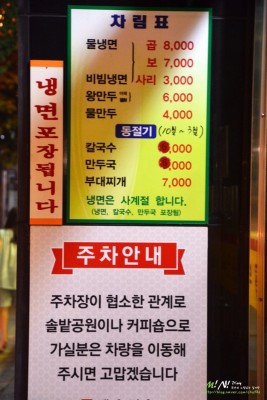 차림표
물냉면 곱 8,000
보 7,000
비빔냉면 사리 3,000
왕만두 6,000
물만두 4,000
동절기 (10월~3월)
칼국수 ,000
만두국 ,000
부대찌개 7,000
냉면은 사계절 합니다.
(냉면, 칼국수, 만두국 포장됨)
냉면포장됩니다
주차안내
주차장이 협소한 관계로
솔밭공원이나 커피숍으로
가실분은 차량을 이동해
주시면 고맙겠습니다